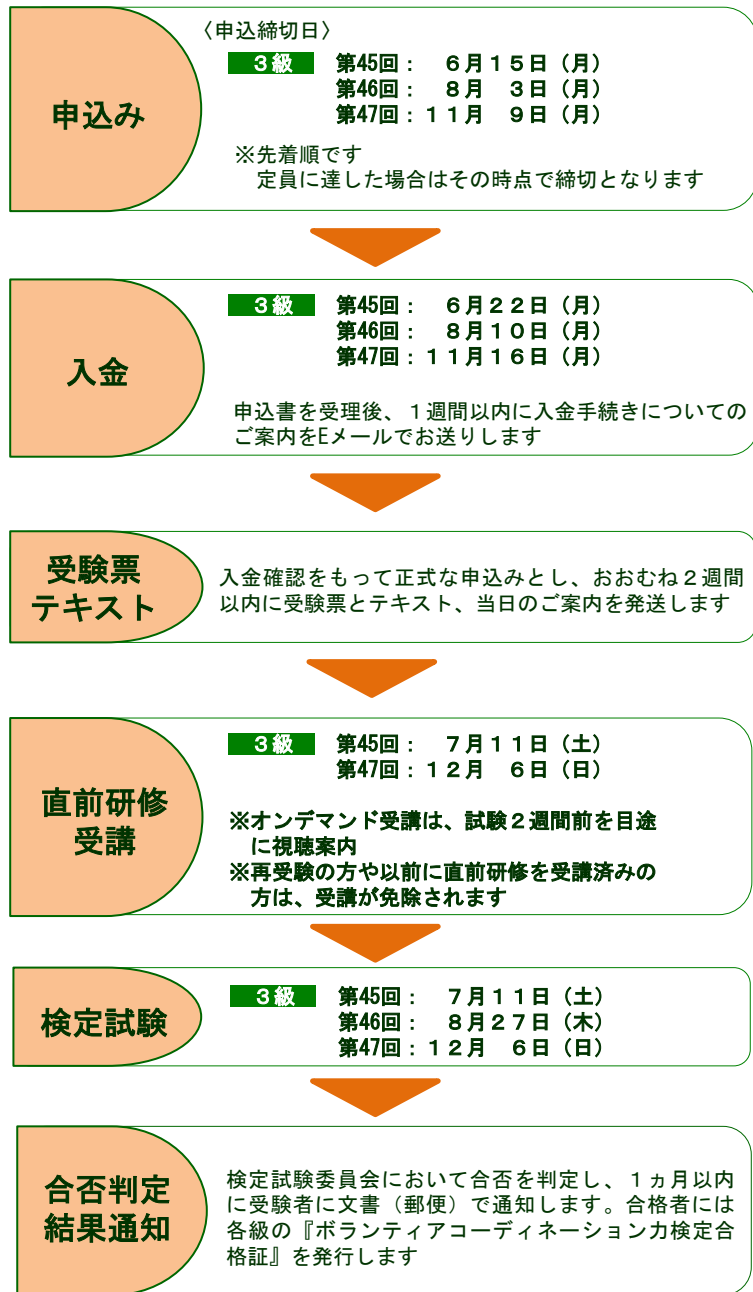 〈申込締切日〉
申込み
３級 第45回： ６月１５日（月）
第46回： ８月 ３日（月）
第47回：１１月 ９日（月）
※先着順です
定員に達した場合はその時点で締切となります
入金
３級 第45回： ６月２２日（月）
第46回： ８月１０日（月）
第47回：１１月１６日（月）
申込書を受理後、１週間以内に入金手続きについての
ご案内をEメールでお送りします
受験票
テキスト
入金確認をもって正式な申込みとし、おおむね２週間
以内に受験票とテキスト、当日のご案内を発送します
直前研修
受講
３級 第45回： ７月１１日（土）
第47回：１２月 ６日（日）
※オンデマンド受講は、試験２週間前を目途
に視聴案内
※再受験の方や以前に直前研修を受講済みの
方は、受講が免除されます
検定試験
３級 第45回： ７月１１日（土）
第46回： ８月２７日（木）
第47回：１２月 ６日（日）
合否判定
結果通知
検定試験委員会において合否を判定し、１ヵ月以内
に受験者に文書（郵便）で通知します。合格者には
各級の『ボランティアコーディネーション力検定合
格証』を発行します